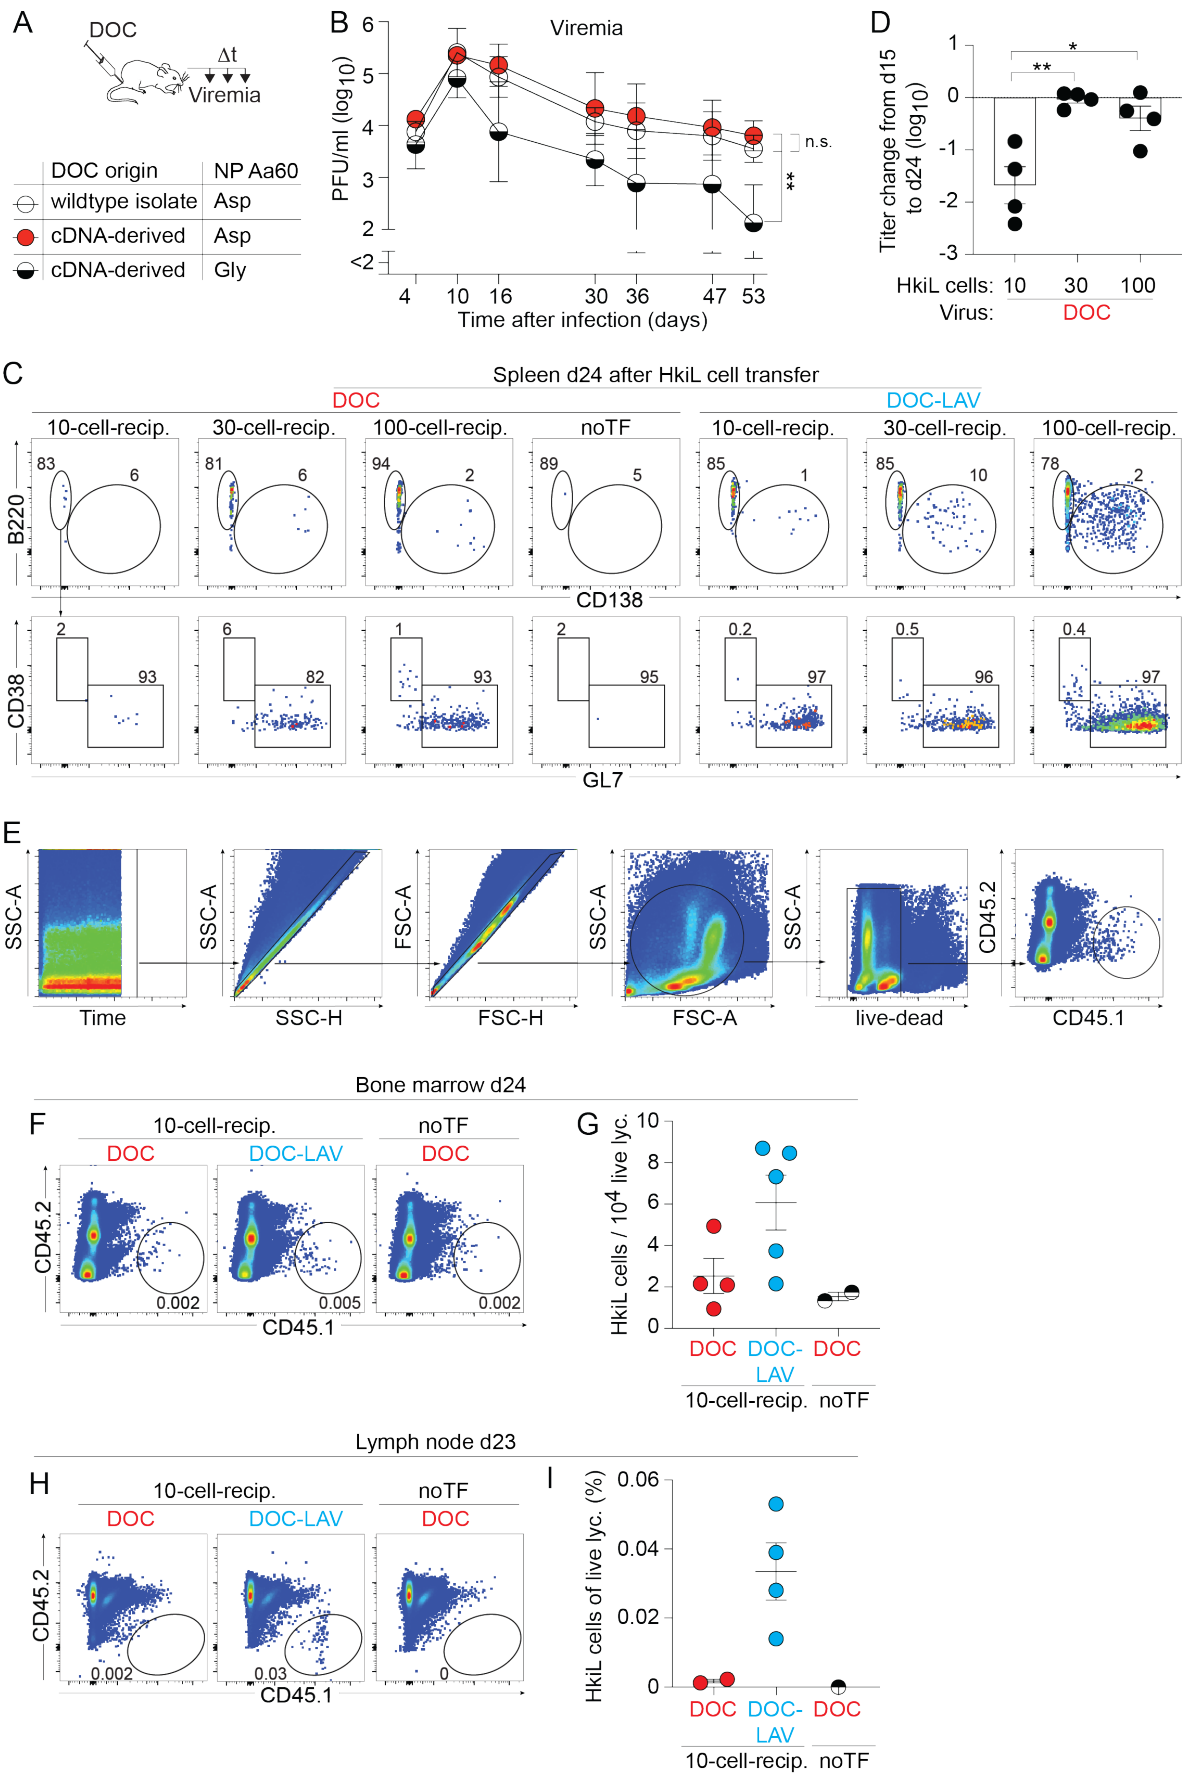 A
DOC
Δt
Viremia
DOC origin NP Aa60
wildtype isolate Asp
cDNA-derived Asp
cDNA-derived Gly
B
Viremia
PFU/ml (log10)
6
5
4
3
2
<2
n.s.
**
4 10 16 30 36 47 53
Time after infection (days)
D
Titer change from d15
to d24 (log10)
1
0
-1
-2
-3
*
**
HkiL cells: 10 30 100
Virus: DOC
C
Spleen d24 after HkiL cell transfer
DOC DOC-LAV
10-cell-recip. 30-cell-recip. 100-cell-recip. noTF 10-cell-recip. 30-cell-recip. 100-cell-recip.
83 6 81 6 94 2 89 5 85 1 85 10 78 2
B220
CD138
2 93 6 82 1 93 2 95 0.2 97 0.5 96 0.4 97
CD38
GL7
E
SSC-A SSC-A FSC-A SSC-A SSC-A CD45.2
Time SSC-H FSC-H FSC-A live-dead CD45.1
Bone marrow d24
F
10-cell-recip. noTF
DOC DOC-LAV DOC
CD45.2
0.002 0.005 0.002
CD45.1
G
HkiL cells / 104 live lyc.
10
8
6
4
2
0
DOC DOC-LAV DOC
10-cell-recip. noTF
Lymph node d23
H
10-cell-recip. noTF
DOC DOC-LAV DOC
CD45.2
0.002 0.03 0
CD45.1
I
HkiL cells of live lyc. (%)
0.06
0.04
0.02
0
DOC DOC-LAV DOC
10-cell-recip. noTF